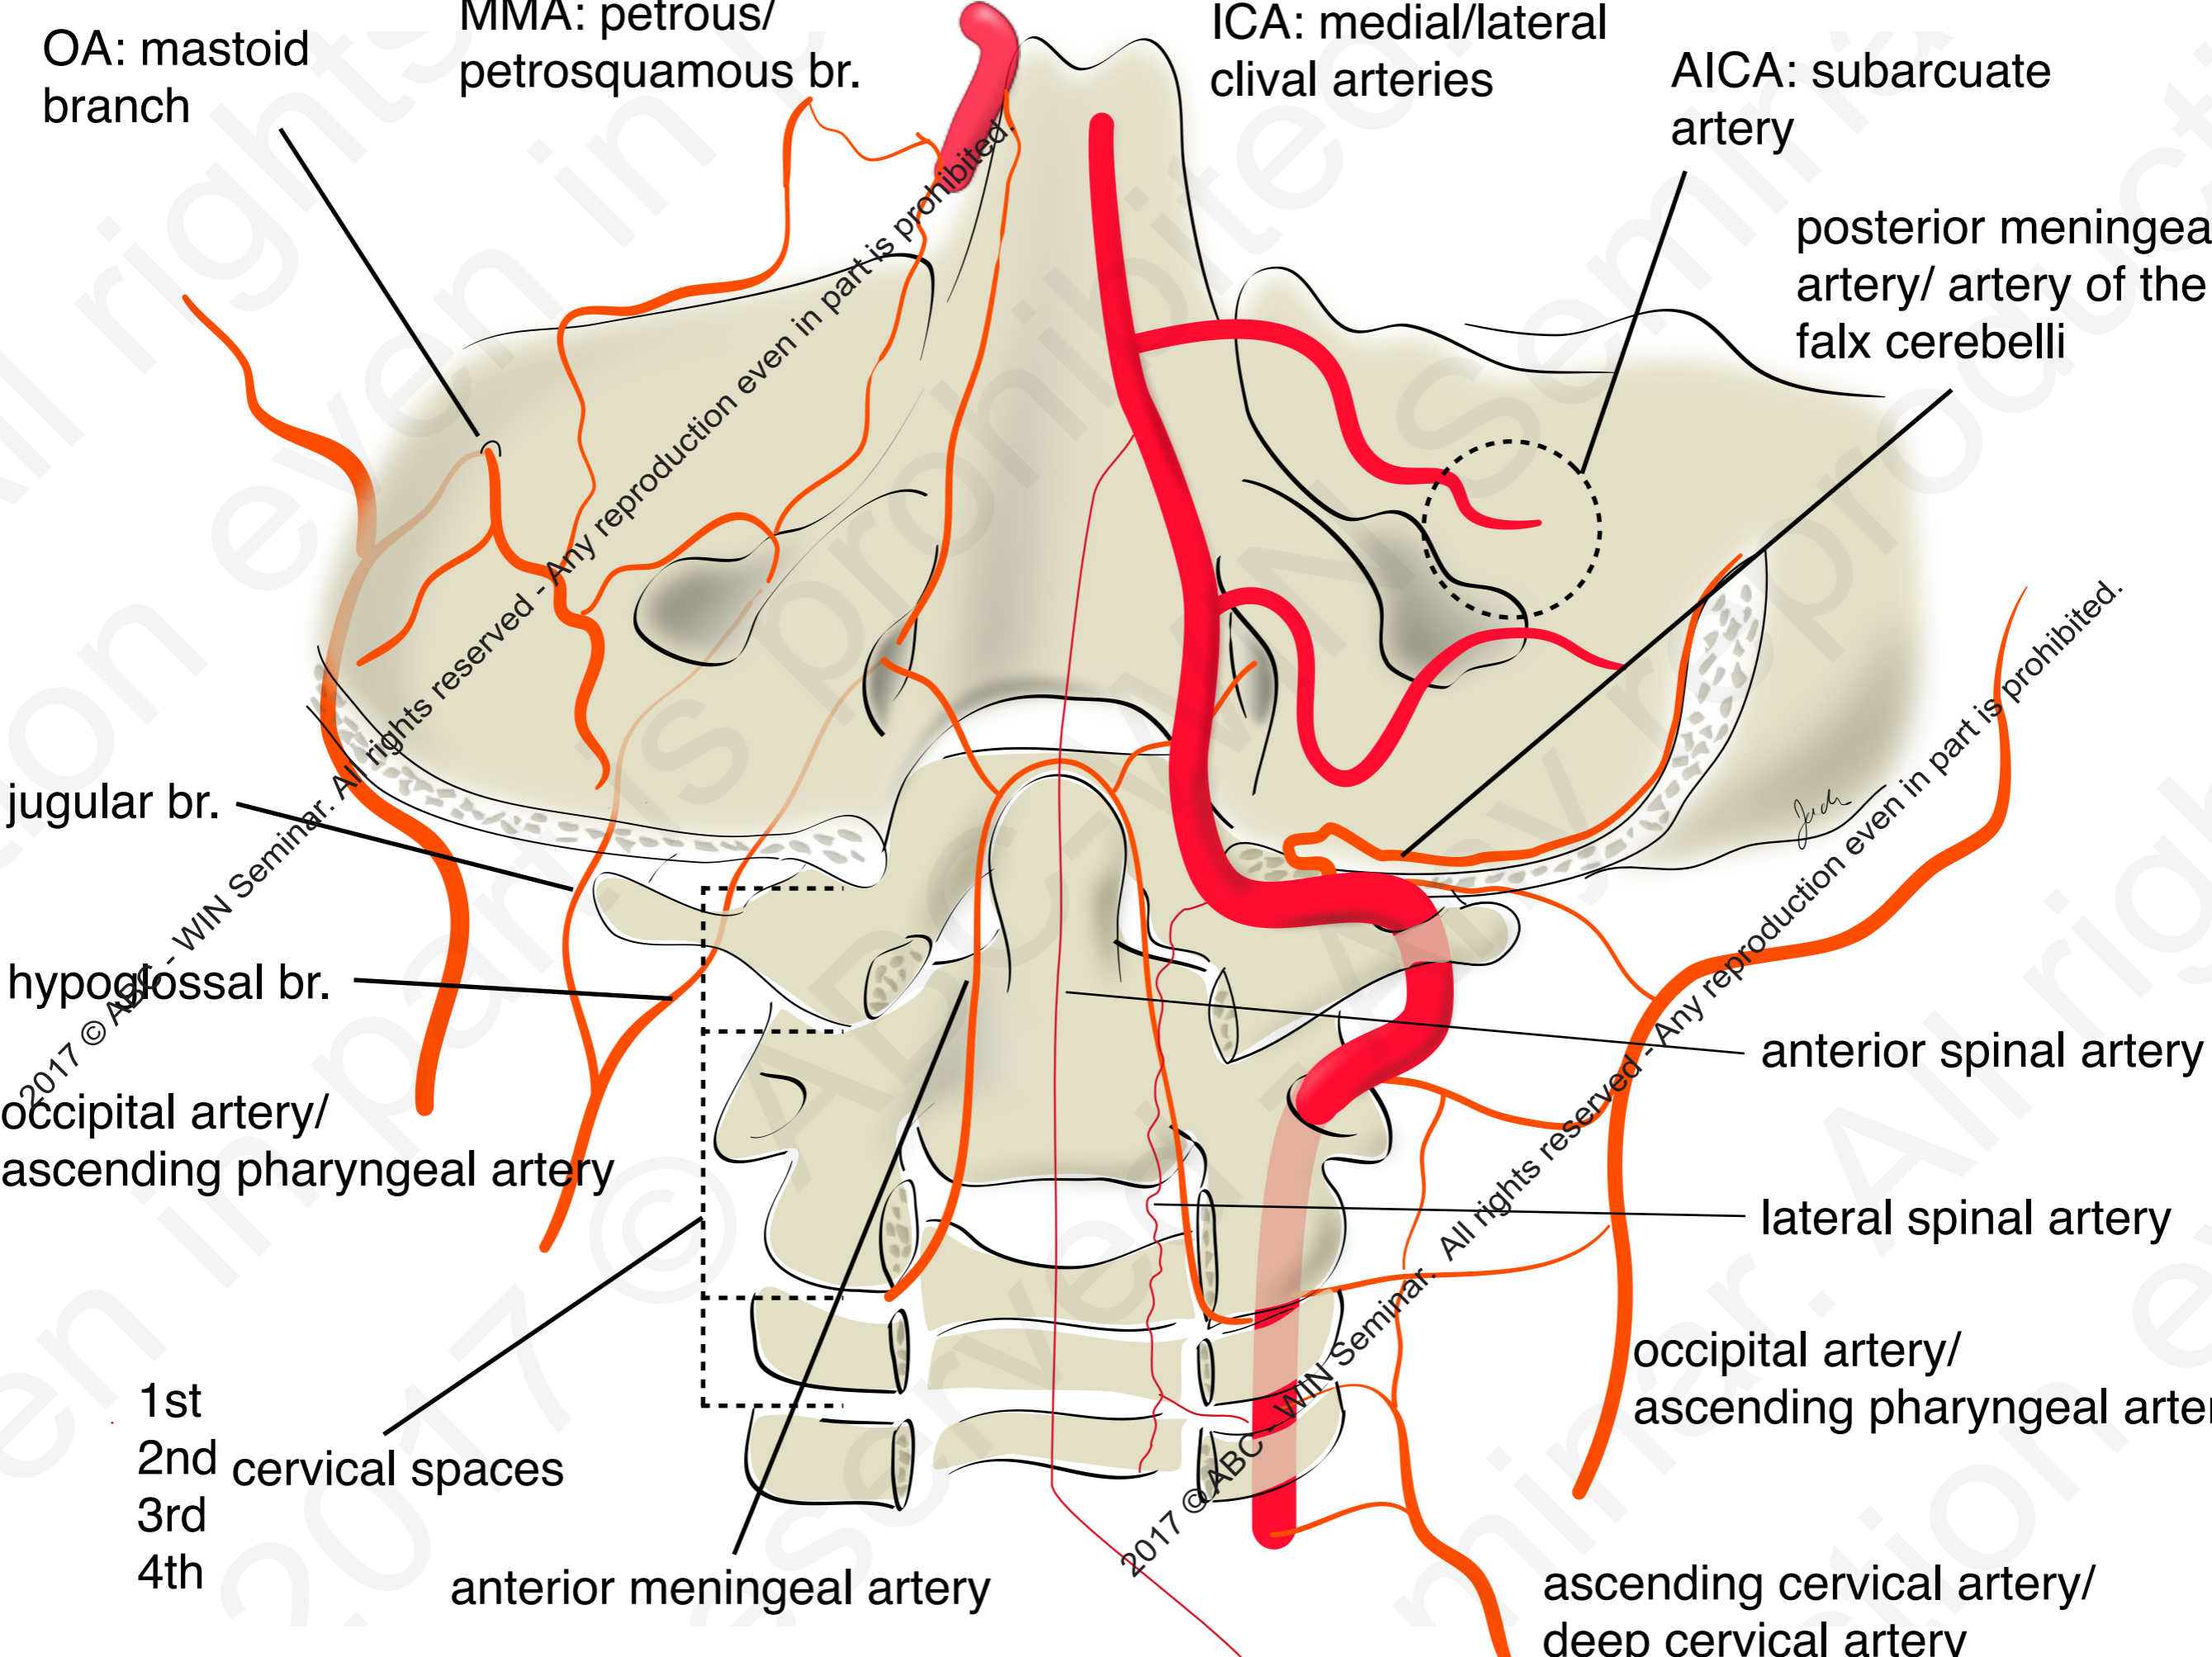 MMA: petrous/
petrosquamous br.
ICA: medial/lateral
clival arteries
OA: mastoid
branch
AICA: subarcuate
artery
posterior meningea
artery/ artery of the
falx cerebelli
jugular br.
hypoglossal br.
occipital artery/
ascending pharyngeal artery
anterior spinal artery
lateral spinal artery
occipital artery/
ascending pharyngeal arte
1st
2nd
3rd
4th
cervical spaces
anterior meningeal artery
ascending cervical artery/
deep cervical artery
2017 © ABC - WIN Seminar. All rights reserved - Any reproduction even in part is prohibited.
2017 © ABC - WIN Seminar. All rights reserved - Any reproduction even in part is prohibited.